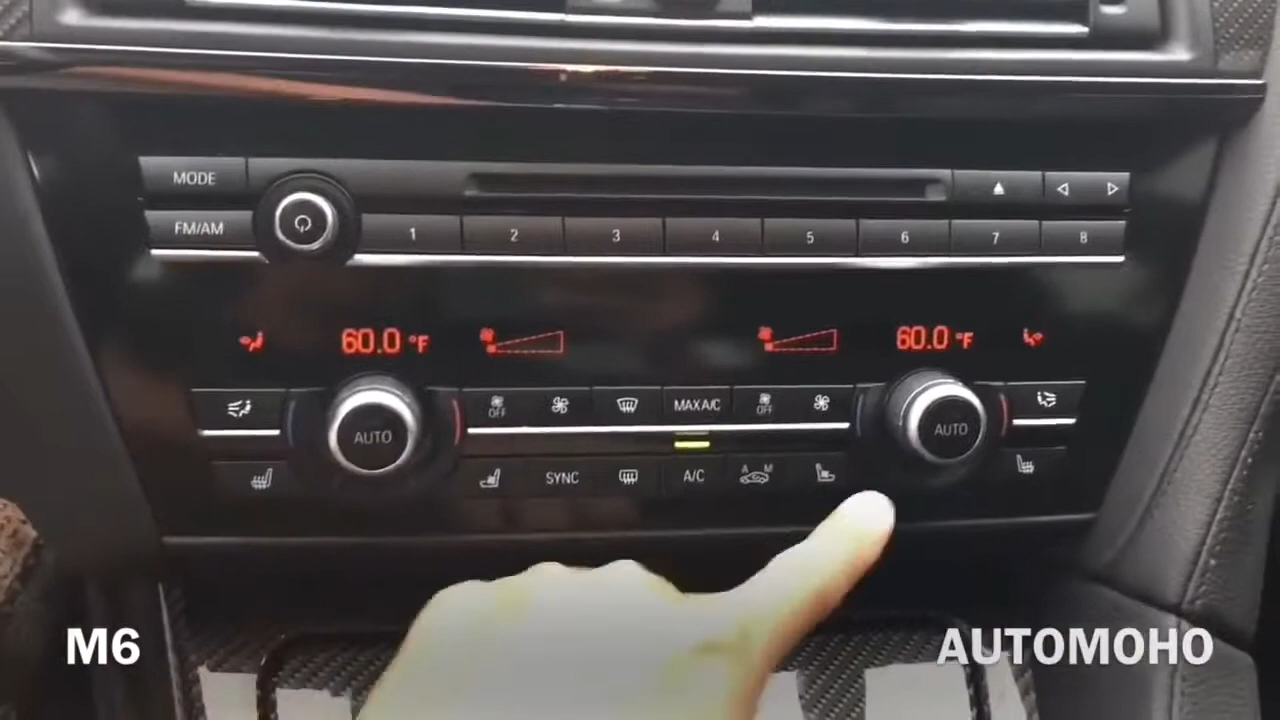 MODE
FM/AM
1 2 3 4 5 6 7 8
60.0 °F 60.0 °F
OFF MAX A/C OFF
AUTO AUTO
SYNC A/C A M
M6 AUTOMOHO